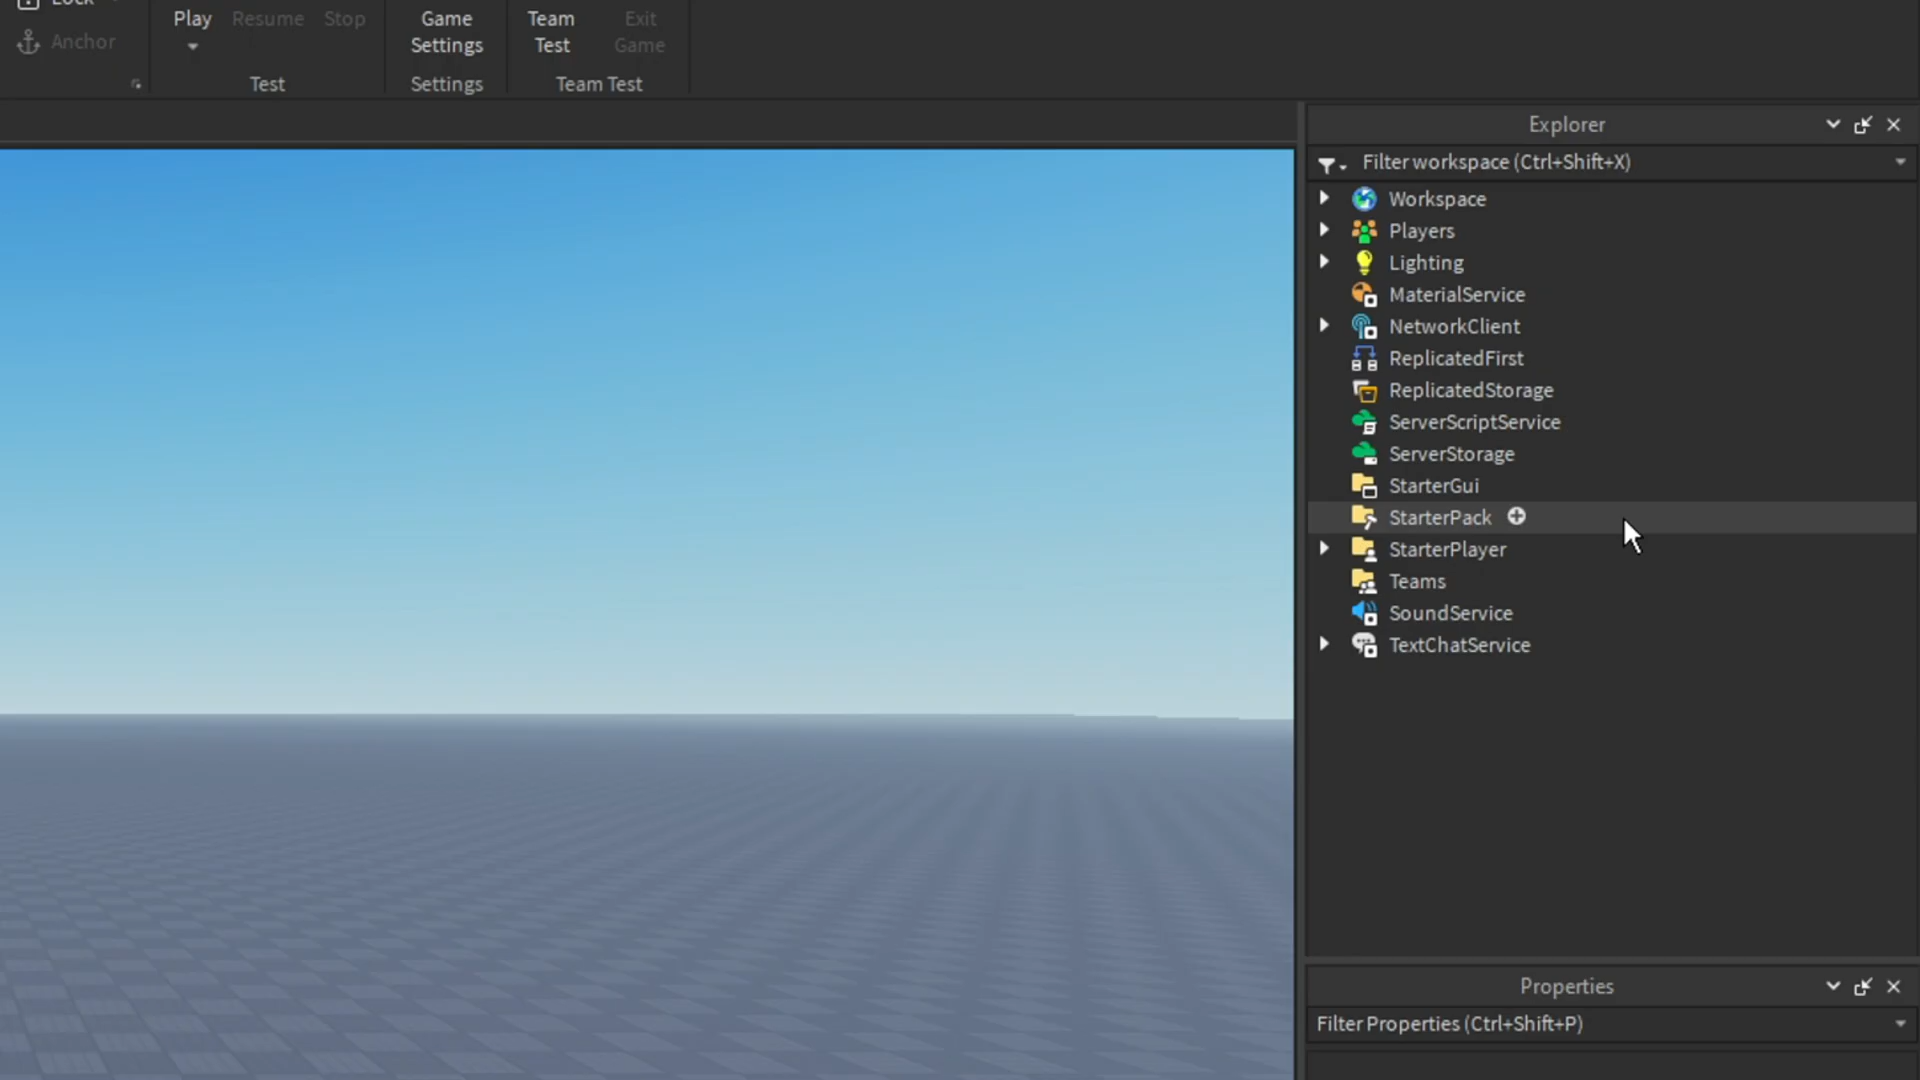 Lock
Play Resume Stop
Game Settings
Team Test
Exit Game
Anchor
Test
Settings
Team Test
Explorer
Filter workspace (Ctrl+Shift+X)
Workspace
Players
Lighting
MaterialService
NetworkClient
ReplicatedFirst
ReplicatedStorage
ServerScriptService
ServerStorage
StarterGui
StarterPack
StarterPlayer
Teams
SoundService
TextChatService
Properties
Filter Properties (Ctrl+Shift+P)